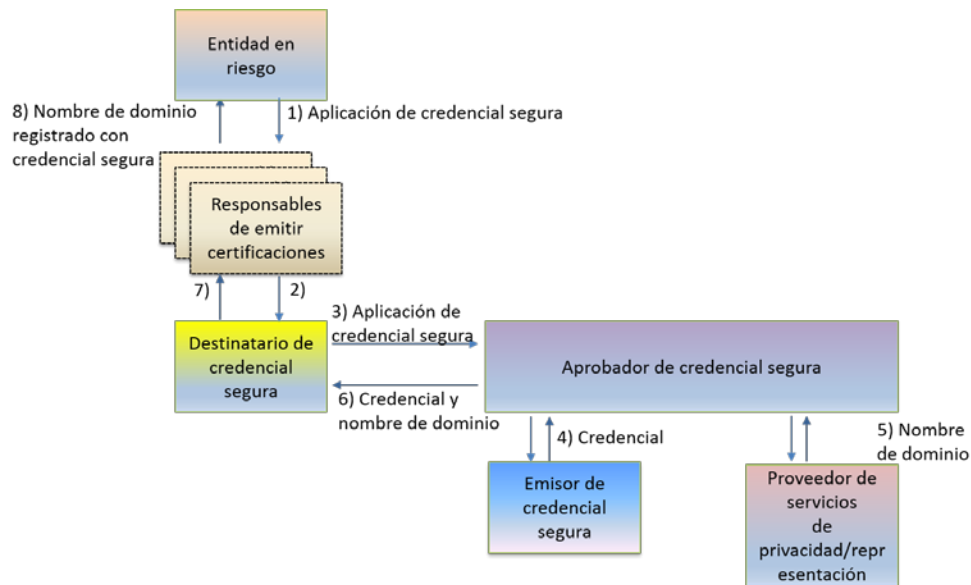 Entidad en
riesgo
8) Nombre de dominio
registrado con
credencial segura
1) Aplicación de credencial segura
Responsables
de emitir
certificaciones
7)
2)
Destinatario de
credencial
segura
3) Aplicación de
credencial segura
Aprobador de credencial segura
6) Credencial y
nombre de dominio
4) Credencial
5) Nombre
de dominio
Emisor de
credencial
segura
Proveedor de
servicios
de
privacidad/repr
esentación